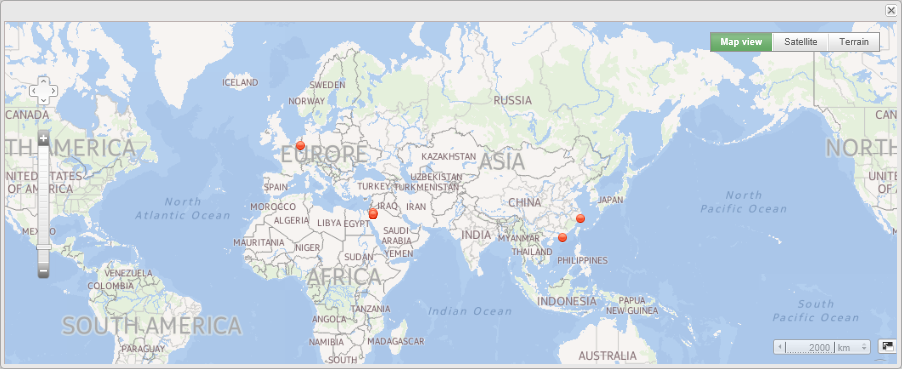 Map view
Satellite
Terrain
ICELAND
SWEDEN
NORWAY
RUSSIA
CANADA
NORTH AMERICA
UNITED STATES
OF AMERICA
MEXICO
North
Atlantic Ocean
EUROPE
ASIA
KAZAKHSTAN
UZBEKISTAN
TURKMENISTAN
TURKEY
SPAIN
MOROCCO
ALGERIA
LIBYA
EGYPT
IRAQ
IRAN
CHINA
JAPAN
North
Pacific Ocean
CAN
NORTH
UNITED
OF A
SAUDI
ARABIA
YEMEN
INDIA
MYANMAR
THAILAND
PHILIPPINES
MAURITANIA
NIGER
SUDAN
AFRICA
VENEZUELA
COLOMBIA
SOUTH AMERICA
PARAGUAY
TANZANIA
ANGOLA
NAMIBIA
MADAGASCAR
SOUTH
Indian Ocean
INDONESIA
PAPUA
NEW GUINEA
AUSTRALIA
South
Pacific Ocean
2000 km